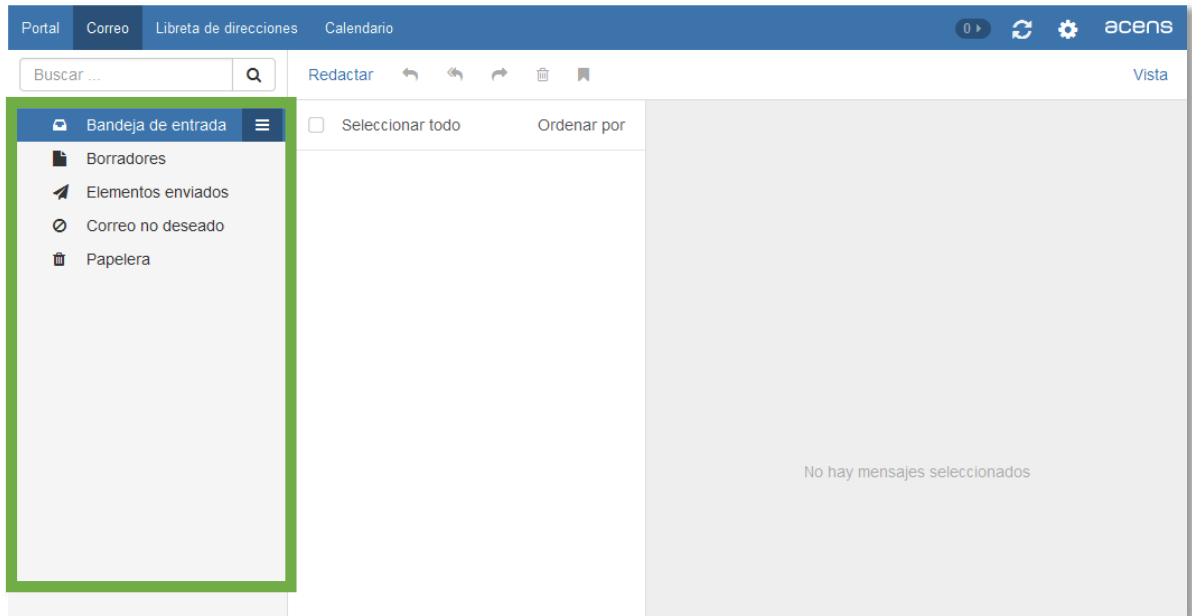 Portal Correo Libreta de direcciones Calendario 0 acens
Buscar ... Redactar Vista
Bandeja de entrada Seleccionar todo Ordenar por
Borradores
Elementos enviados
Correo no deseado
Papelera
No hay mensajes seleccionados